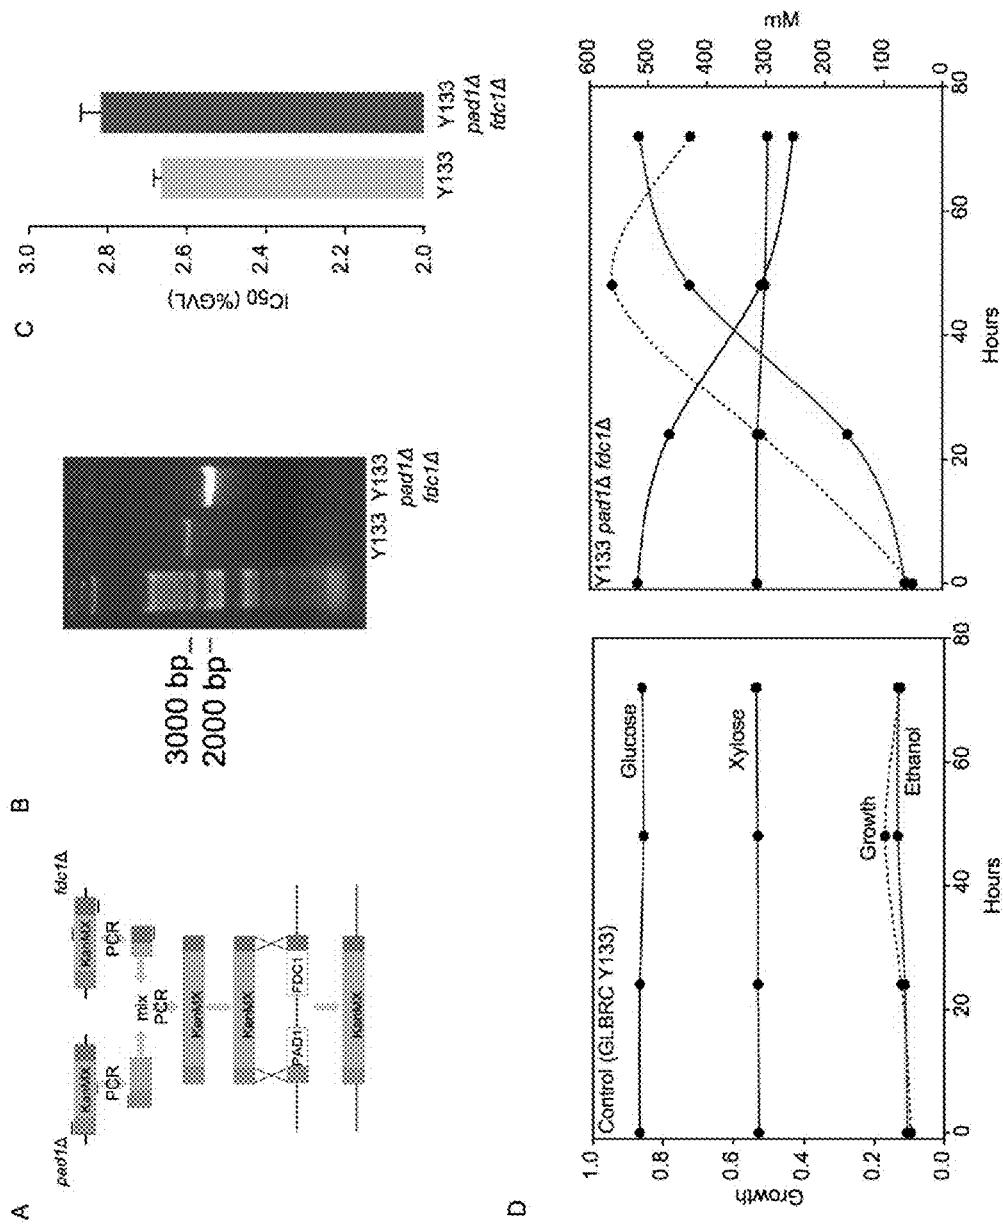 A
pad1Δ
fdc1Δ
KanMX
KanMX
PCR
PCR
mix
PCR
KanMX
KanMX
PAD1
FDC1
KanMX
B
3000 bp
2000 bp
Y133
Y133
pad1Δ
fdc1Δ
C
IC50 (%GVL)
3.0
2.8
2.6
2.4
2.2
2.0
Y133
Y133
pad1Δ
fdc1Δ
D
Control (GLBRC Y133)
Glucose
Xylose
Growth
Ethanol
Growth
1.0
0.8
0.6
0.4
0.2
0.0
0
20
40
60
80
Hours
Y133 pad1Δ fdc1Δ
0
20
40
60
80
Hours
600
500
400
300
200
100
0
mM